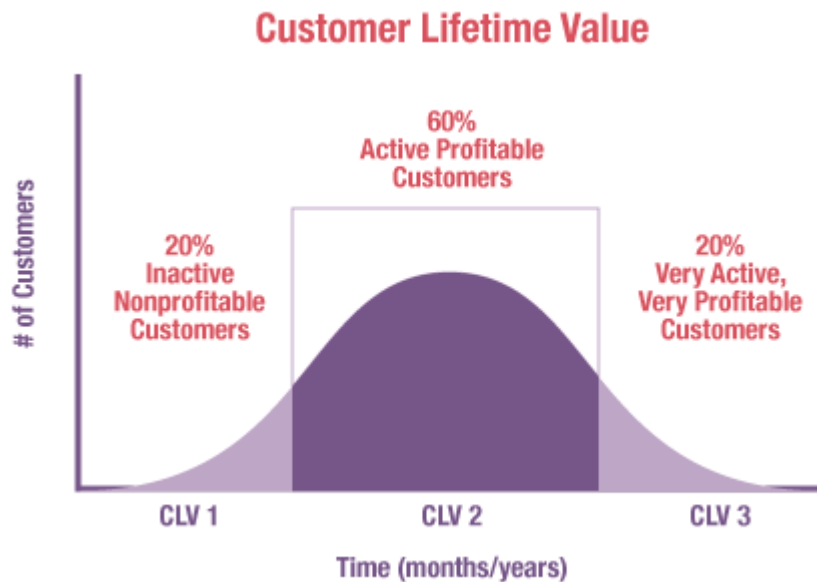 Customer Lifetime Value
# of Customers
20%
Inactive
Nonprofitable
Customers
60%
Active Profitable
Customers
20%
Very Active,
Very Profitable
Customers
CLV 1
CLV 2
CLV 3
Time (months/years)